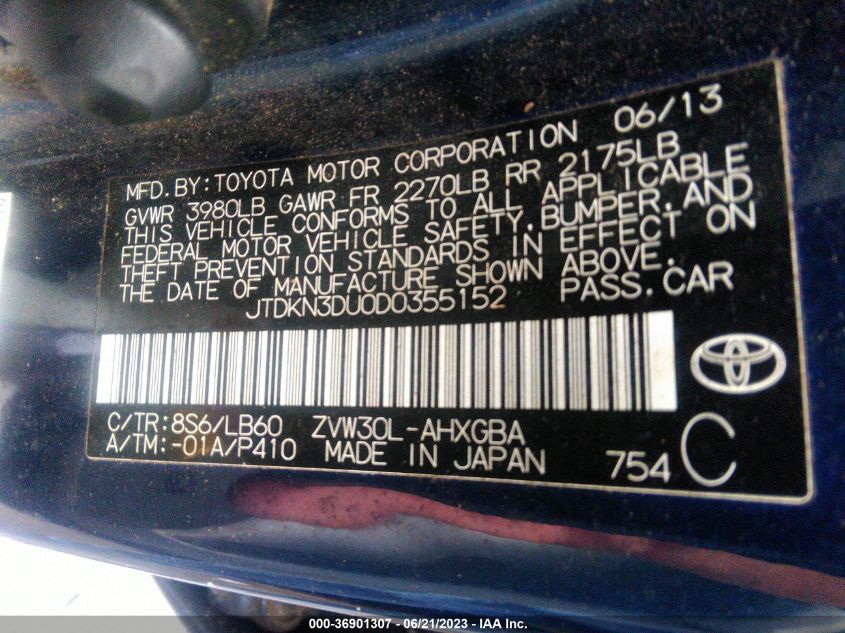 MFD. BY: TOYOTA MOTOR CORPORATION 06/13
GVWR 3980LB GAWR FR 2270LB RR 2175LB
THIS VEHICLE CONFORMS TO ALL APPLICABLE
FEDERAL MOTOR VEHICLE SAFETY, BUMPER, AND
THEFT PREVENTION STANDARDS IN EFFECT ON
THE DATE OF MANUFACTURE SHOWN ABOVE.
JTDKN3DU0D0355152 PASS. CAR
C/TR: 8S6/LB60 ZVW30L-AHXGBA
A/TM: -01A/P410 MADE IN JAPAN 754 C
000-36901307 - 06/21/2023 - IAA Inc.